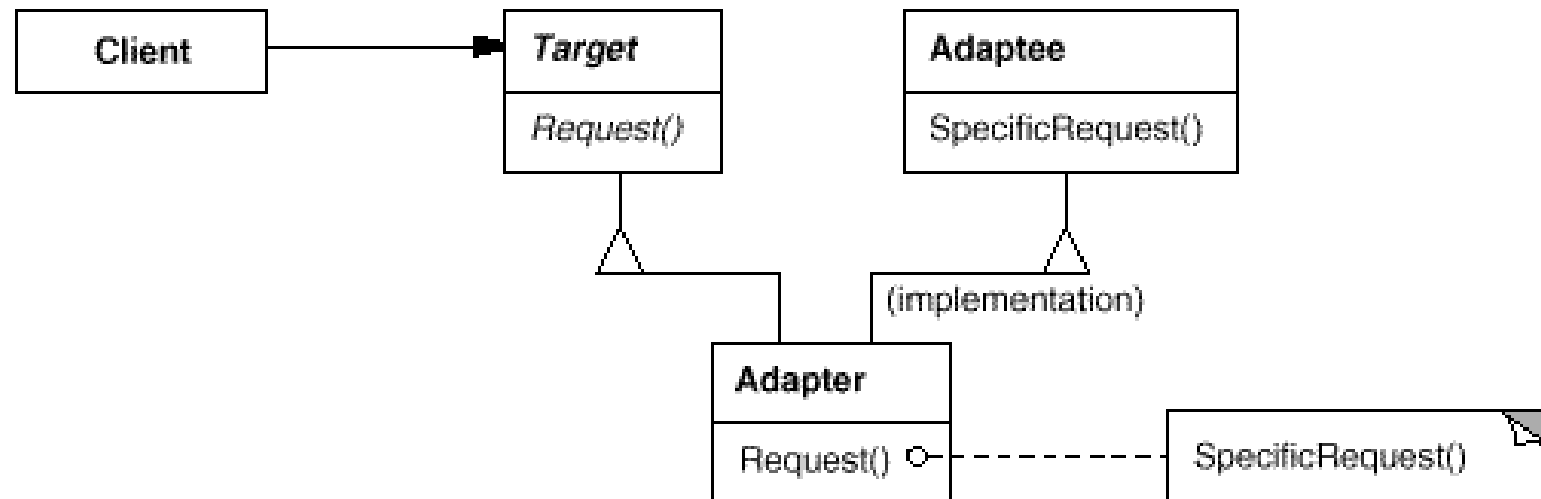 Client
Target
Request()
Adaptee
SpecificRequest()
(implementation)
Adapter
Request()
SpecificRequest()